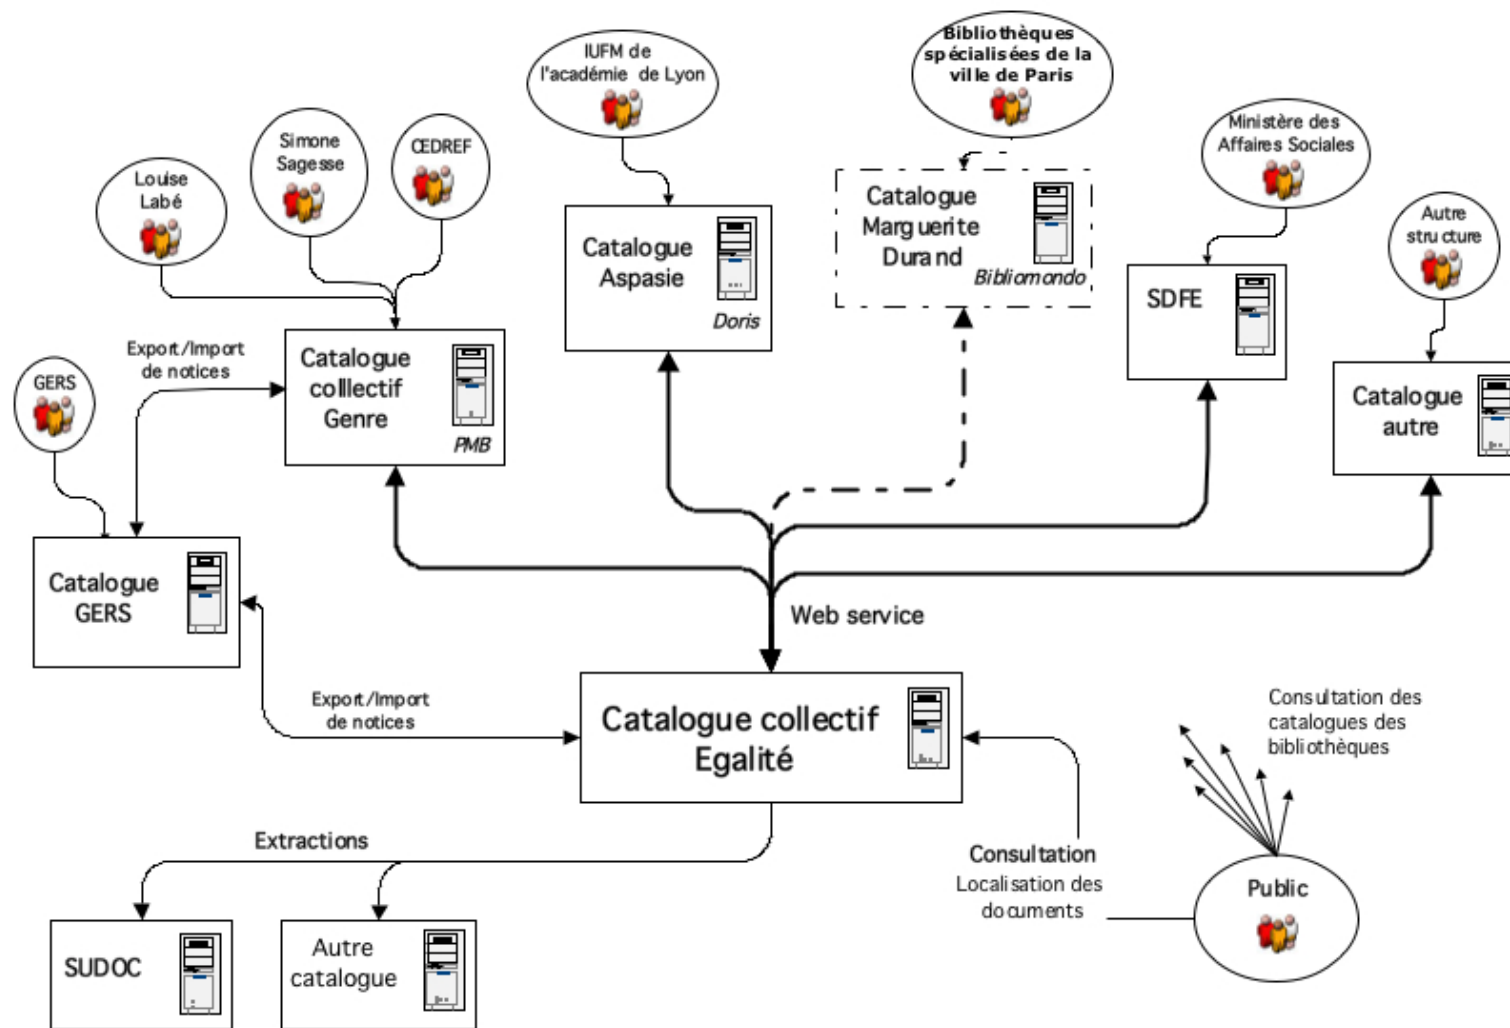 IUFM de
l'académie de Lyon
Bibliothèques
spécialisées de la
ville de Paris
Simone
Sagesse
CEDREF
Louise
Labé
Ministère des
Affaires Sociales
Autre
structure
Catalogue
Aspasie
Doris
Catalogue
Marguerite
Durand
Bibliomondo
SDFE
GERS
Export/Import
de notices
Catalogue
colllectif
Genre
PMB
Catalogue
autre
Catalogue
GERS
Web service
Export/Import
de notices
Catalogue collectif
Egalité
Consultation des
catalogues des
bibliothèques
Extractions
Consultation
Localisation des
documents
Public
SUDOC
Autre
catalogue